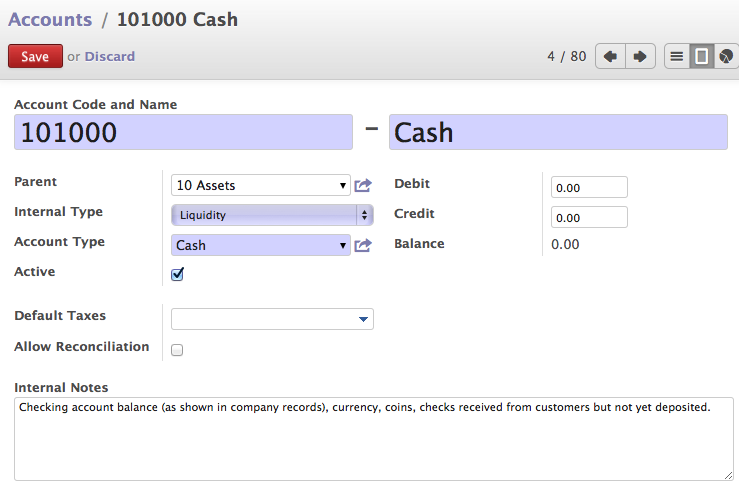 Accounts / 101000 Cash
Save or Discard 4 / 80
Account Code and Name
101000 – Cash
Parent 10 Assets Debit 0.00
Internal Type Liquidity Credit 0.00
Account Type Cash Balance 0.00
Active
Default Taxes
Allow Reconciliation
Internal Notes
Checking account balance (as shown in company records), currency, coins, checks received from customers but not yet deposited.